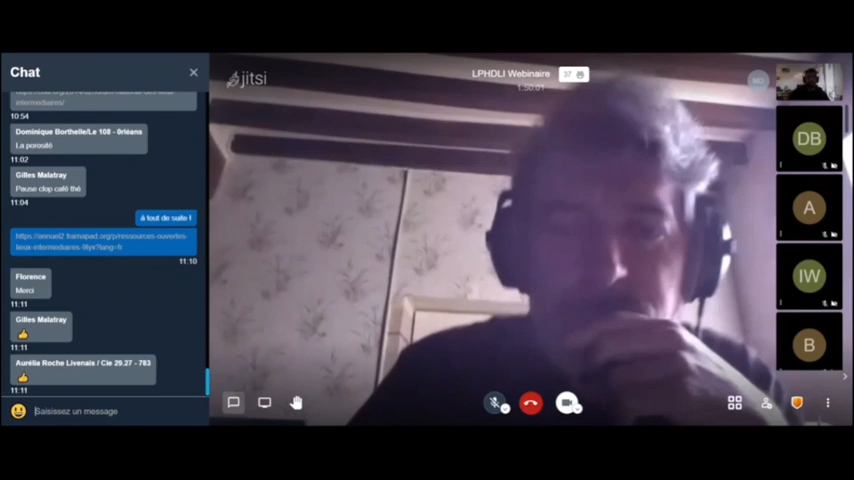 Chat
intermediaires/
10:54
Dominique Borthelle/Le 108 - Orléans
La porosité
11:02
Gilles Malatray
Pause clop café thé
11:04
à tout de suite !
https://annuel2.framapad.org/p/ressources-ouvertes-
lieux-intermediaires-9lyx?lang=fr
11:10
Florence
Merci
11:11
Gilles Malatray
11:11
Aurélia Roche Livenais / Cie 29.27 - 783
11:11
Saisissez un message
jitsi
LPHDLI Webinaire
37
1:50:01
DB
A
IW
B